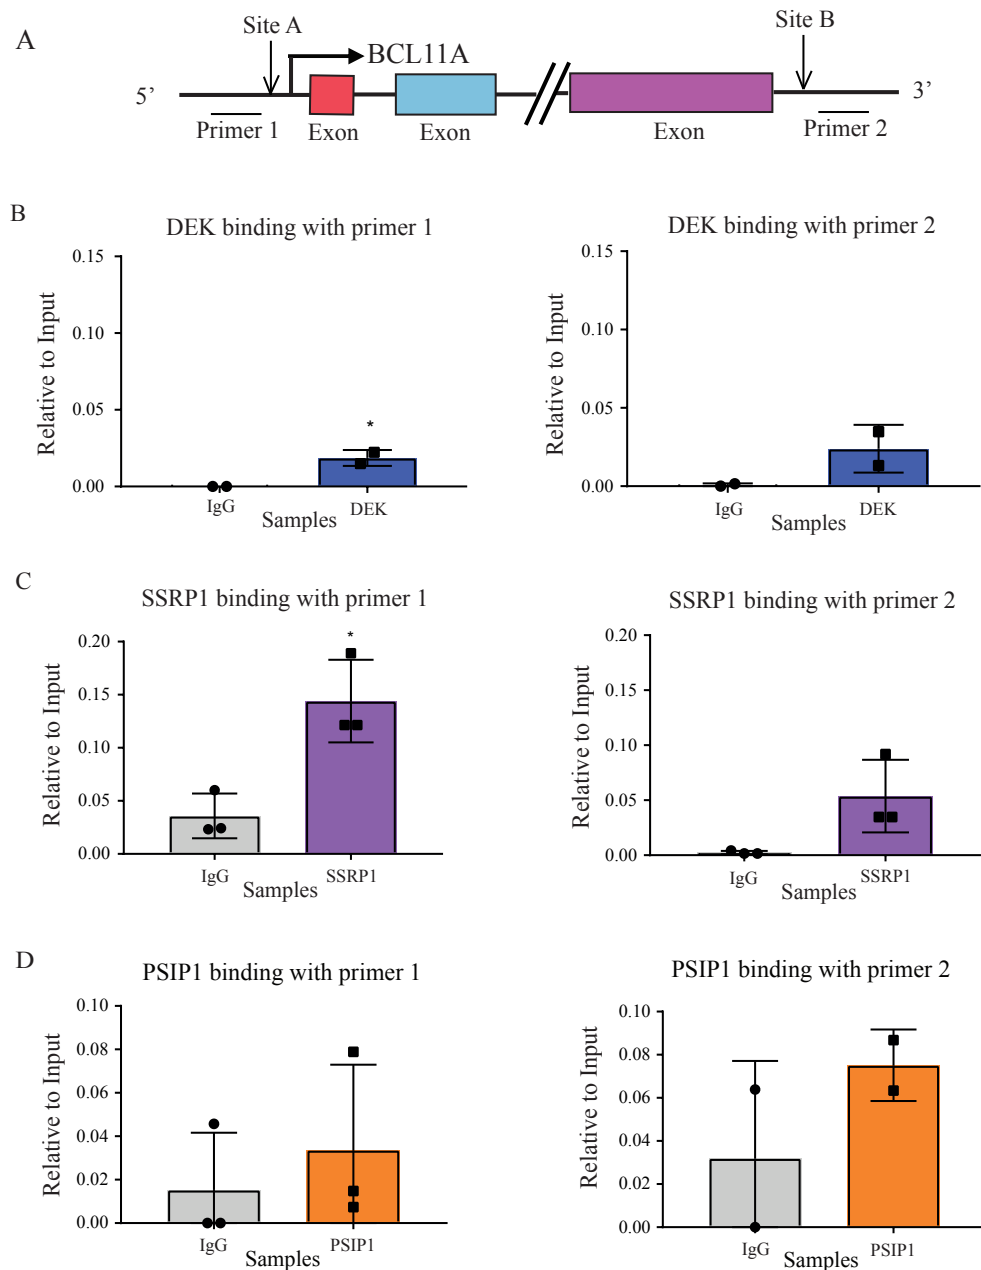 A
Site A
Site B
BCL11A
5’
3’
Primer 1
Exon
Exon
Exon
Primer 2
B
DEK binding with primer 1
Relative to Input
0.15
0.10
0.05
0.00
*
IgG
DEK
Samples
DEK binding with primer 2
Relative to Input
0.15
0.10
0.05
0.00
IgG
DEK
Samples
C
SSRP1 binding with primer 1
Relative to Input
0.20
0.15
0.10
0.05
0.00
*
IgG
SSRP1
Samples
SSRP1 binding with primer 2
Relative to Input
0.20
0.15
0.10
0.05
0.00
IgG
SSRP1
Samples
D
PSIP1 binding with primer 1
Relative to Input
0.10
0.08
0.06
0.04
0.02
0.00
IgG
PSIP1
Samples
PSIP1 binding with primer 2
Relative to Input
0.10
0.08
0.06
0.04
0.02
0.00
IgG
PSIP1
Samples